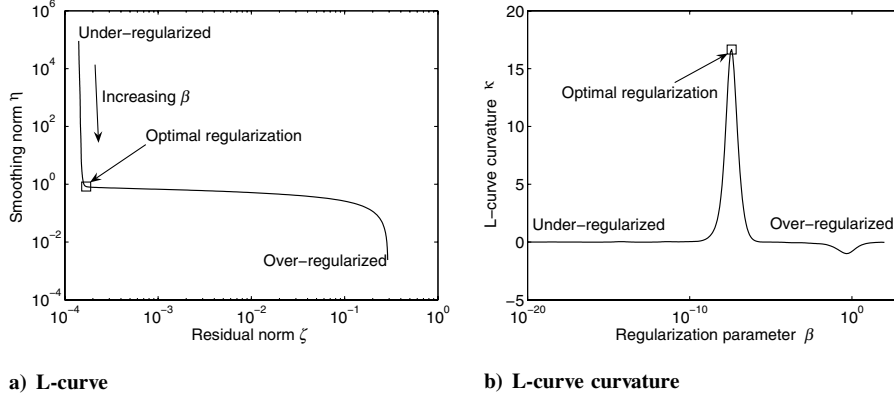 10^6
10^4
10^2
10^0
10^−2
10^−4
Smoothing norm η
Under−regularized
Increasing β
Optimal regularization
Over−regularized
10^−4
10^−3
10^−2
10^−1
10^0
Residual norm ζ
a) L-curve
20
15
10
5
0
−5
L−curve curvature κ
Optimal regularization
Under−regularized
Over−regularized
10^−20
10^−10
10^0
Regularization parameter β
b) L-curve curvature